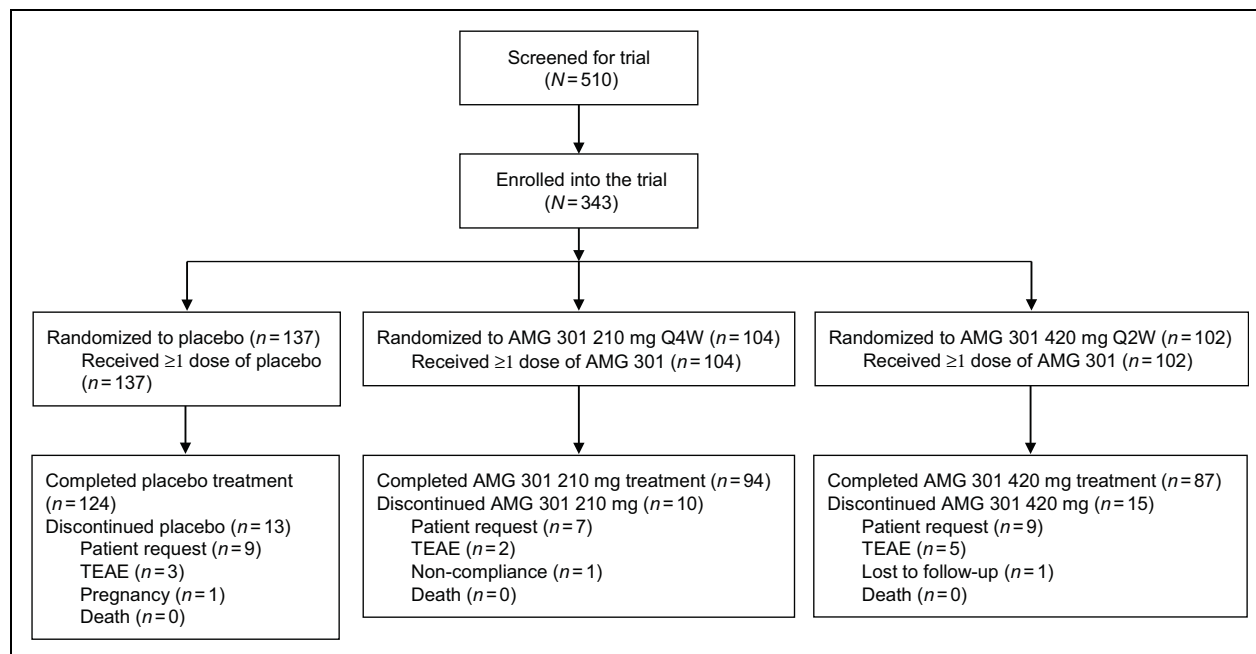 Screened for trial
(N=510)
Enrolled into the trial
(N=343)
Randomized to placebo (n=137)
Received ≥1 dose of placebo
(n=137)
Randomized to AMG 301 210 mg Q4W (n=104)
Received ≥1 dose of AMG 301 (n=104)
Randomized to AMG 301 420 mg Q2W (n=102)
Received ≥1 dose of AMG 301 (n=102)
Completed placebo treatment
(n=124)
Discontinued placebo (n=13)
Patient request (n=9)
TEAE (n=3)
Pregnancy (n=1)
Death (n=0)
Completed AMG 301 210 mg treatment (n=94)
Discontinued AMG 301 210 mg (n=10)
Patient request (n=7)
TEAE (n=2)
Non-compliance (n=1)
Death (n=0)
Completed AMG 301 420 mg treatment (n=87)
Discontinued AMG 301 420 mg (n=15)
Patient request (n=9)
TEAE (n=5)
Lost to follow-up (n=1)
Death (n=0)